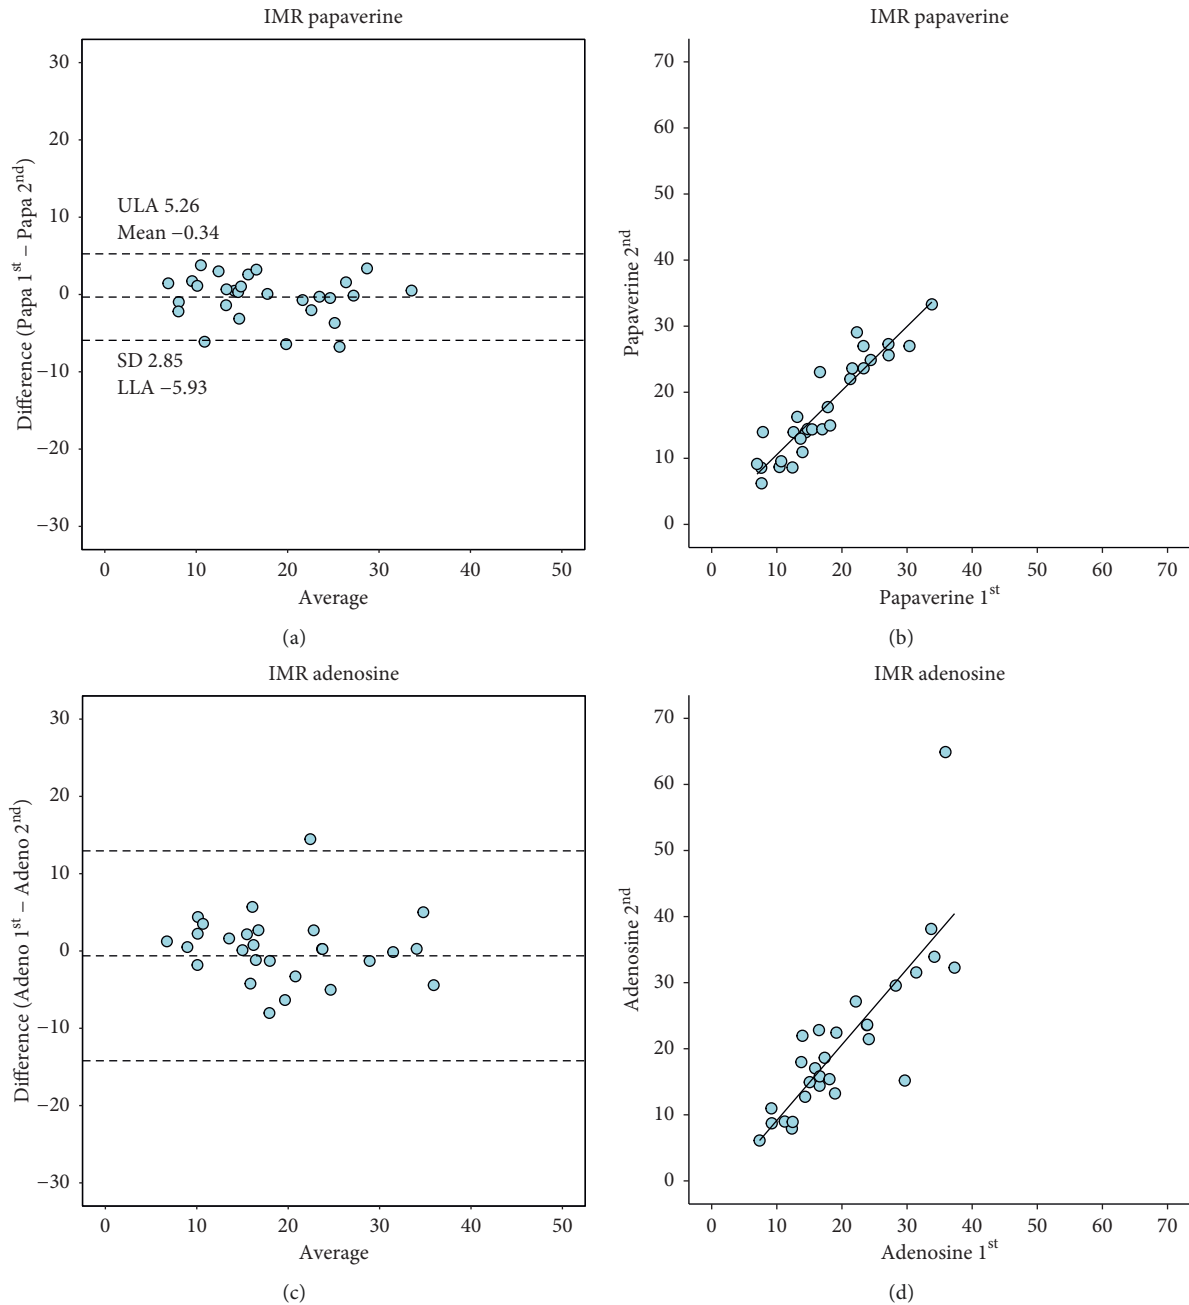 IMR papaverine
30
20
10
0
−10
−20
−30
Difference (Papa 1st − Papa 2nd)
ULA 5.26
Mean −0.34
SD 2.85
LLA −5.93
0 10 20 30 40 50
Average
(a)
IMR papaverine
70
60
50
40
30
20
10
0
Papaverine 2nd
0 10 20 30 40 50 60 70
Papaverine 1st
(b)
IMR adenosine
30
20
10
0
−10
−20
−30
Difference (Adeno 1st − Adeno 2nd)
0 10 20 30 40 50
Average
(c)
IMR adenosine
70
60
50
40
30
20
10
0
Adenosine 2nd
0 10 20 30 40 50 60 70
Adenosine 1st
(d)